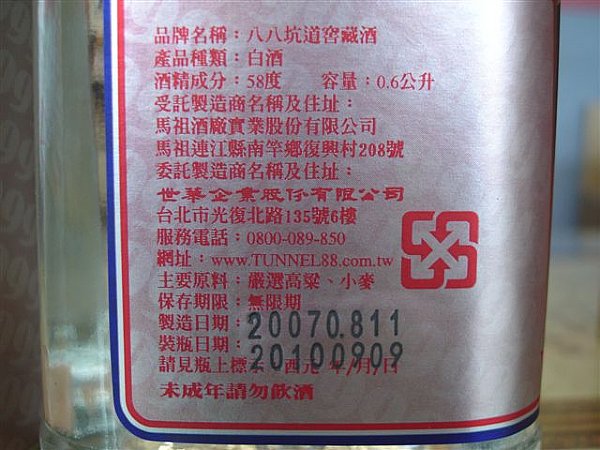 品牌名稱：八八坑道窖藏酒
產品種類：白酒
酒精成分：58度　容量：0.6公升
受託製造商名稱及住址：
馬祖酒廠實業股份有限公司
馬祖連江縣南竿鄉復興村208號
委託製造商名稱及住址：
世華企業股份有限公司
台北市光復北路135號6樓
服務電話：0800-089-850
網址：www.TUNNEL88.com.tw
主要原料：嚴選高粱、小麥
保存期限：無限期
製造日期：20070.811
裝瓶日期：20100909
請見瓶上標示 西元 年/月/日
未成年請勿飲酒